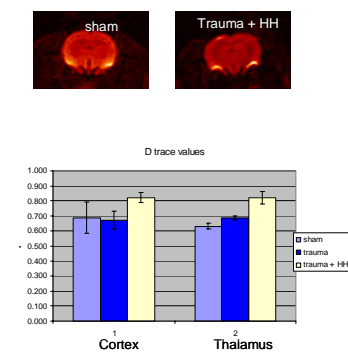 sham
Trauma + HH
D trace values
1.000
0.900
0.800
0.700
0.600
0.500
0.400
0.300
0.200
0.100
0.000
1
2
Cortex
Thalamus
sham
trauma
trauma + HH